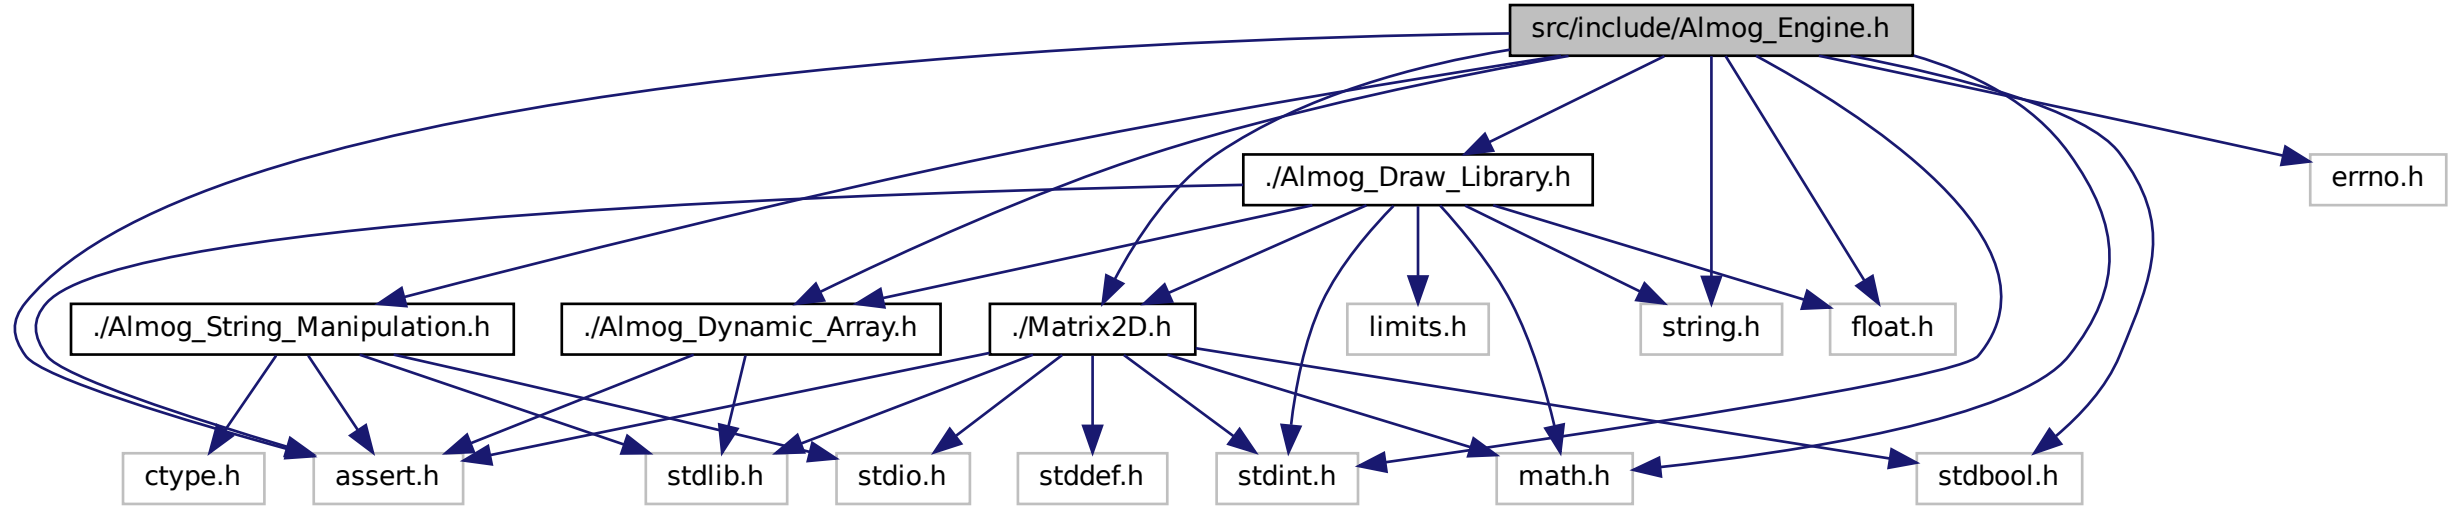 src/include/Almog_Engine.h
./Almog_Draw_Library.h
errno.h
./Almog_String_Manipulation.h
./Almog_Dynamic_Array.h
./Matrix2D.h
limits.h
string.h
float.h
ctype.h
assert.h
stdlib.h
stdio.h
stddef.h
stdint.h
math.h
stdbool.h